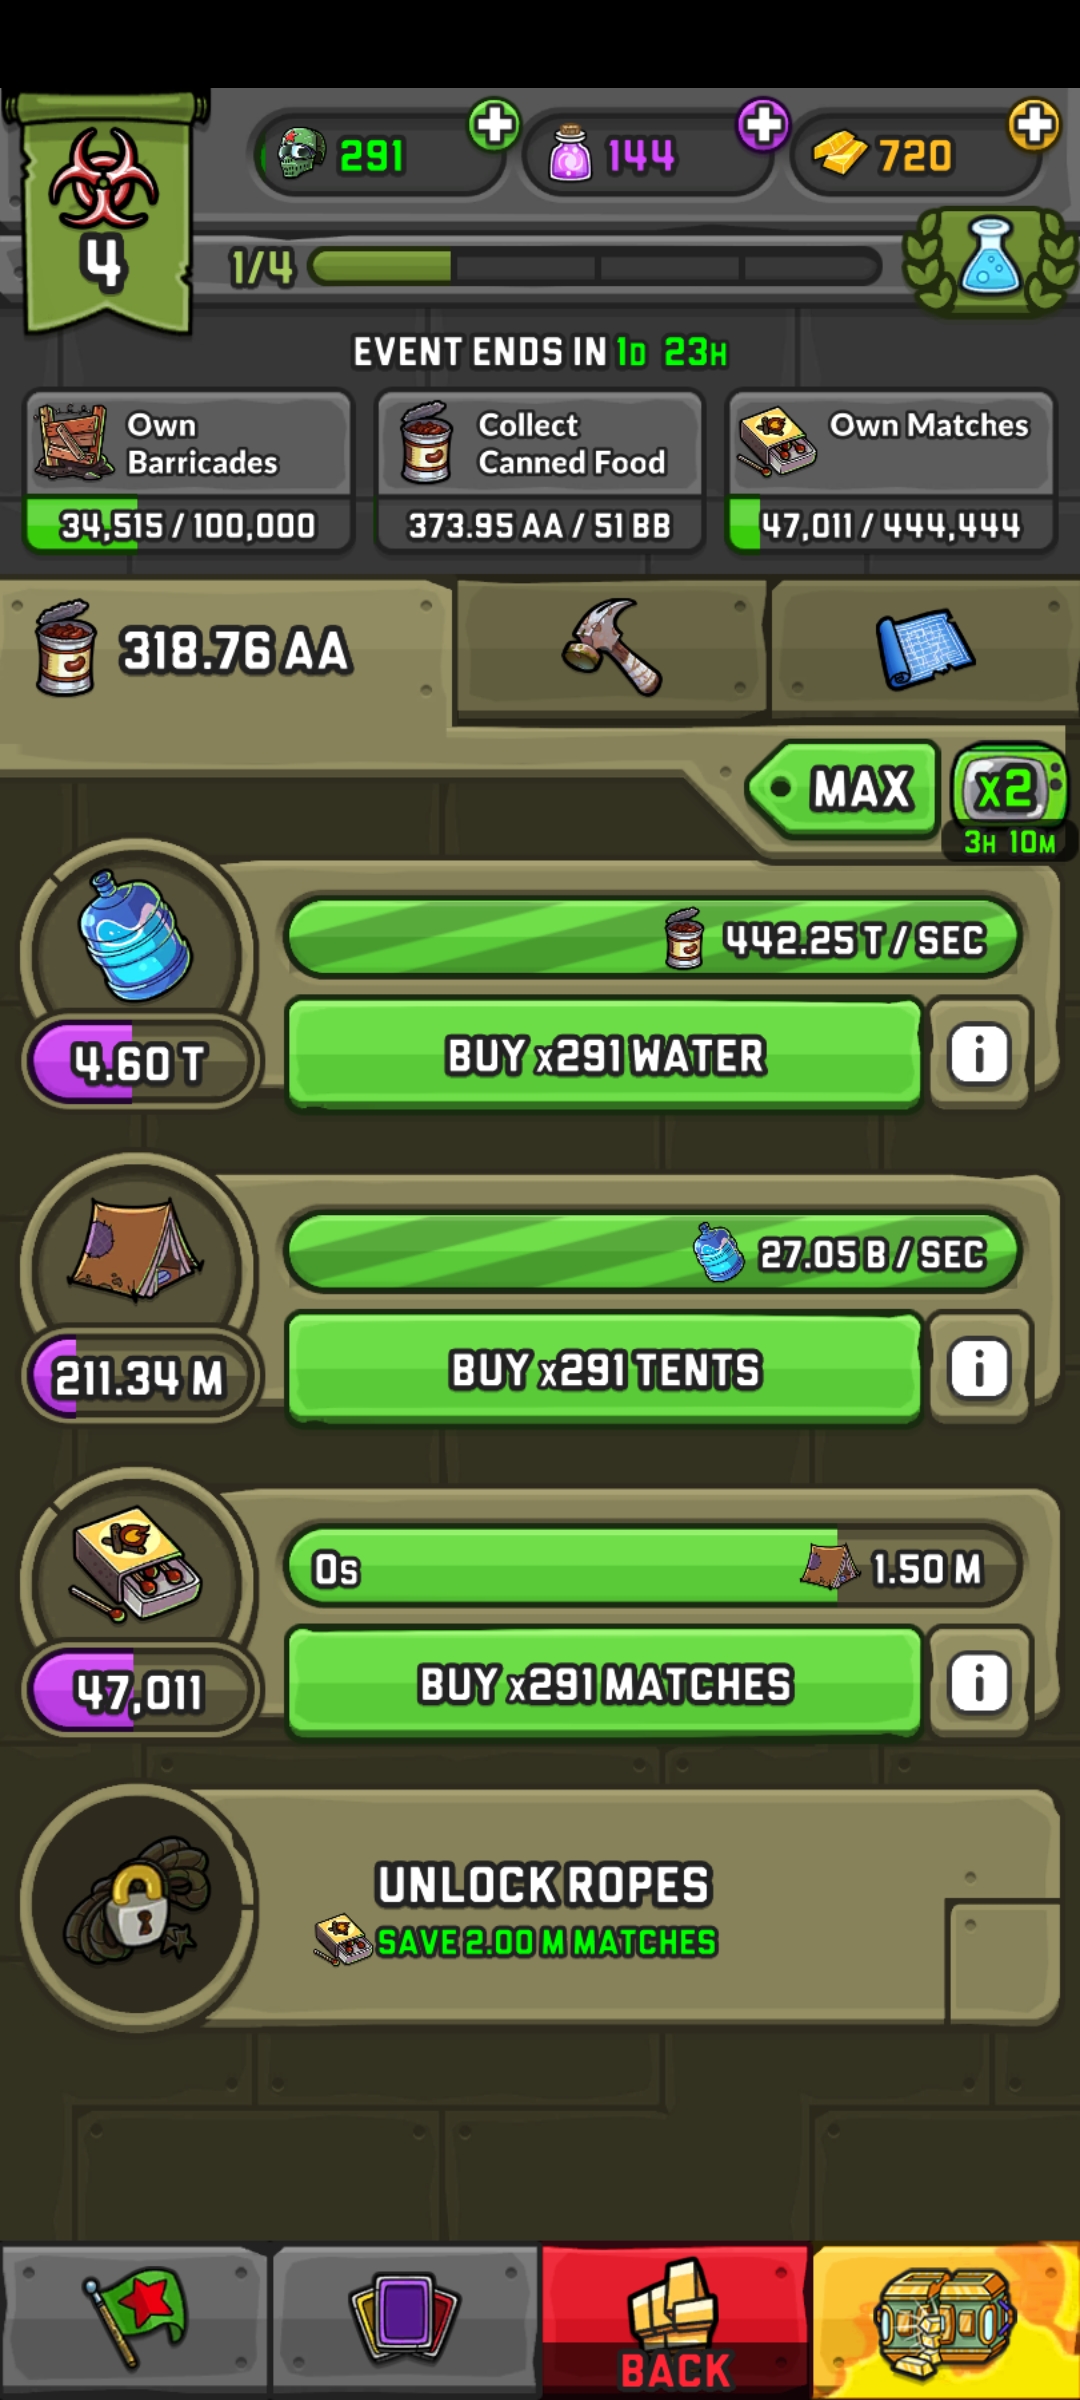 4
291
144
720
1/4
EVENT ENDS IN 1D 23H
Own
Barricades
34,515 / 100,000
Collect
Canned Food
373.95 AA / 51 BB
Own Matches
47,011 / 444,444
318.76 AA
MAX
x2
3H 10M
442.25 T / SEC
4.60 T
BUY x291 WATER
i
27.05 B / SEC
211.34 M
BUY x291 TENTS
i
0s
1.50 M
47,011
BUY x291 MATCHES
i
UNLOCK ROPES
SAVE 2.00 M MATCHES
BACK